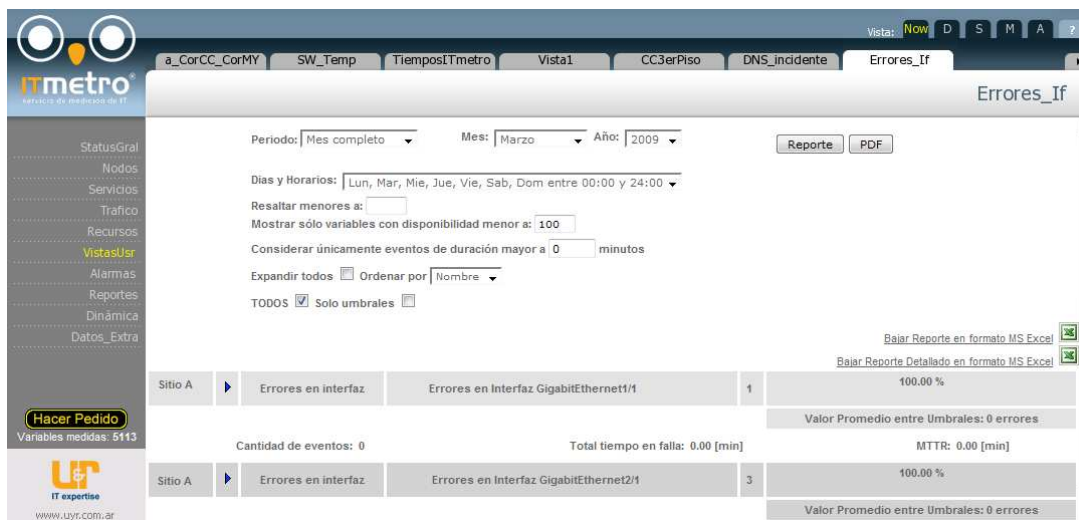 Vista: Now D S M A ?
a_CorCC_CorMY SW_Temp TiemposITmetro Vista1 CC3erPiso DNS_incidente Errores_If
ITmetro®
servicio de medición de IT
Errores_If
StatusGral
Nodos
Servicios
Trafico
Recursos
VistasUsr
Alarmas
Reportes
Dinámica
Datos_Extra
Hacer Pedido
Variables medidas: 5113
U&R
IT expertise
www.uyr.com.ar
Periodo: Mes completo Mes: Marzo Año: 2009 Reporte PDF
Dias y Horarios: Lun, Mar, Mie, Jue, Vie, Sab, Dom entre 00:00 y 24:00
Resaltar menores a:
Mostrar sólo variables con disponibilidad menor a: 100
Considerar únicamente eventos de duración mayor a 0 minutos
Expandir todos Ordenar por Nombre
TODOS Solo umbrales
Bajar Reporte en formato MS Excel
Bajar Reporte Detallado en formato MS Excel
Sitio A Errores en interfaz Errores en Interfaz GigabitEthernet1/1 1 100.00 %
Valor Promedio entre Umbrales: 0 errores
Cantidad de eventos: 0 Total tiempo en falla: 0.00 [min] MTTR: 0.00 [min]
Sitio A Errores en interfaz Errores en Interfaz GigabitEthernet2/1 3 100.00 %
Valor Promedio entre Umbrales: 0 errores